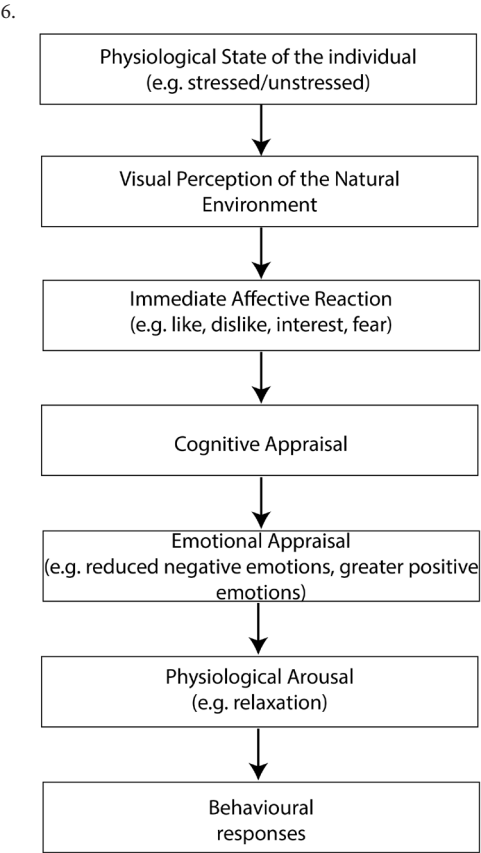 6.
Physiological State of the individual
(e.g. stressed/unstressed)
Visual Perception of the Natural
Environment
Immediate Affective Reaction
(e.g. like, dislike, interest, fear)
Cognitive Appraisal
Emotional Appraisal
(e.g. reduced negative emotions, greater positive
emotions)
Physiological Arousal
(e.g. relaxation)
Behavioural
responses